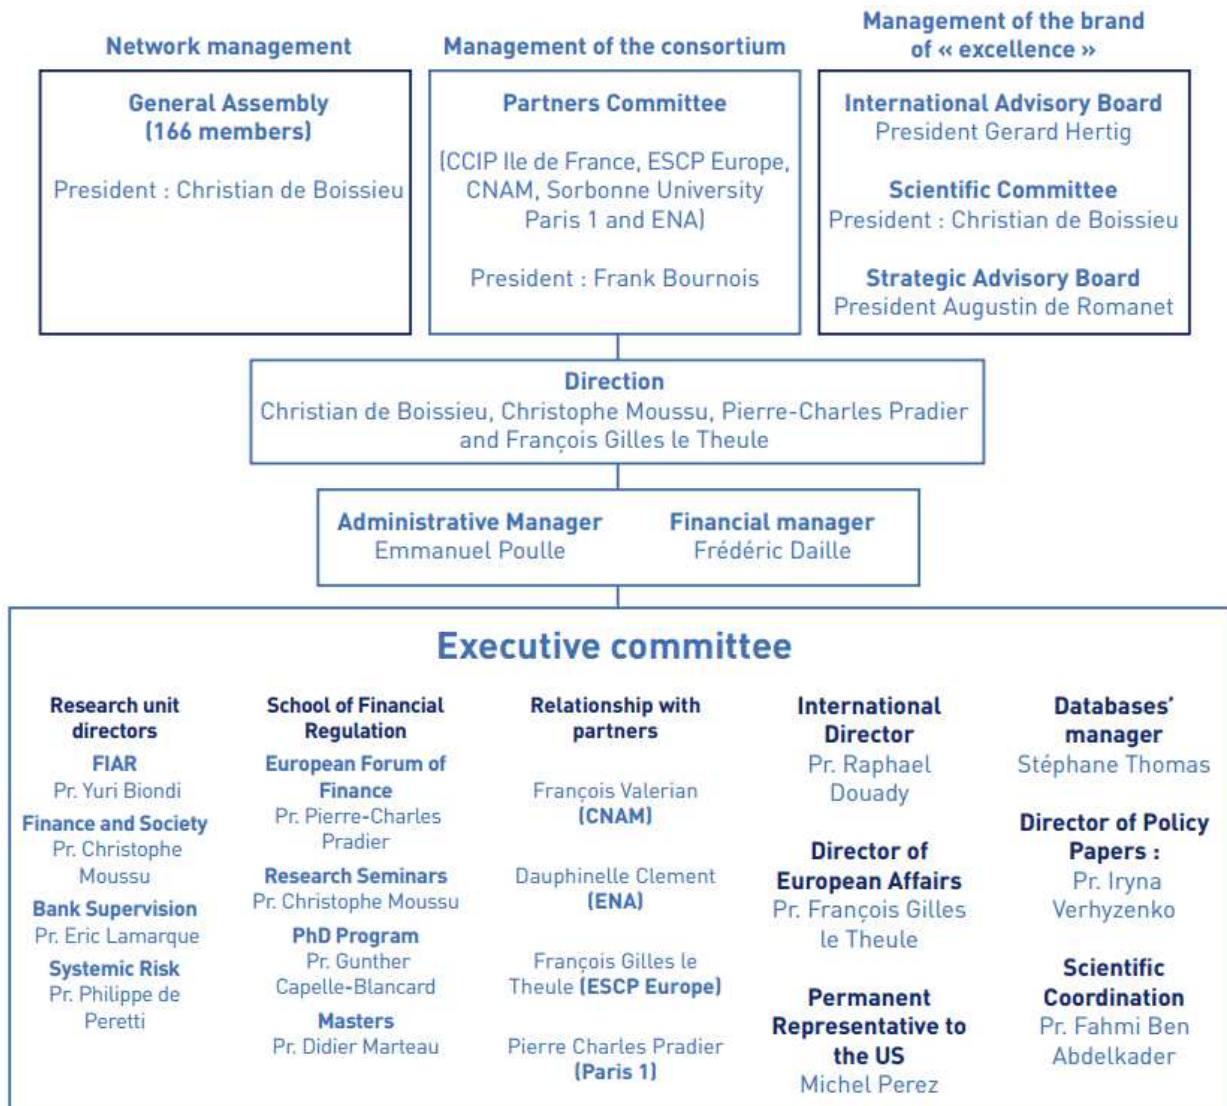 Network management
General Assembly
(166 members)
President : Christian de Boissieu
Management of the consortium
Partners Committee
(CCIP Ile de France, ESCP Europe,
CNAM, Sorbonne University
Paris 1 and ENA)
President : Frank Bournois
Management of the brand
of « excellence »
International Advisory Board
President Gerard Hertig
Scientific Committee
President : Christian de Boissieu
Strategic Advisory Board
President Augustin de Romanet
Direction
Christian de Boissieu, Christophe Moussu, Pierre-Charles Pradier
and François Gilles le Theule
Administrative Manager
Emmanuel Poulle
Financial manager
Frédéric Daille
Executive committee
Research unit
directors
FIAR
Pr. Yuri Biondi
Finance and Society
Pr. Christophe
Moussu
Bank Supervision
Pr. Eric Lamarque
Systemic Risk
Pr. Philippe de
Peretti
School of Financial
Regulation
European Forum of
Finance
Pr. Pierre-Charles
Pradier
Research Seminars
Pr. Christophe Moussu
PhD Program
Pr. Gunther
Capelle-Blancard
Masters
Pr. Didier Marteau
Relationship with
partners
François Valerian
(CNAM)
Dauphinelle Clement
(ENA)
François Gilles le
Theule (ESCP Europe)
Pierre Charles Pradier
(Paris 1)
International
Director
Pr. Raphael
Douady
Director of
European Affairs
Pr. François Gilles
le Theule
Permanent
Representative to
the US
Michel Perez
Databases’
manager
Stéphane Thomas
Director of Policy
Papers :
Pr. Iryna
Verhyzenko
Scientific
Coordination
Pr. Fahmi Ben
Abdelkader